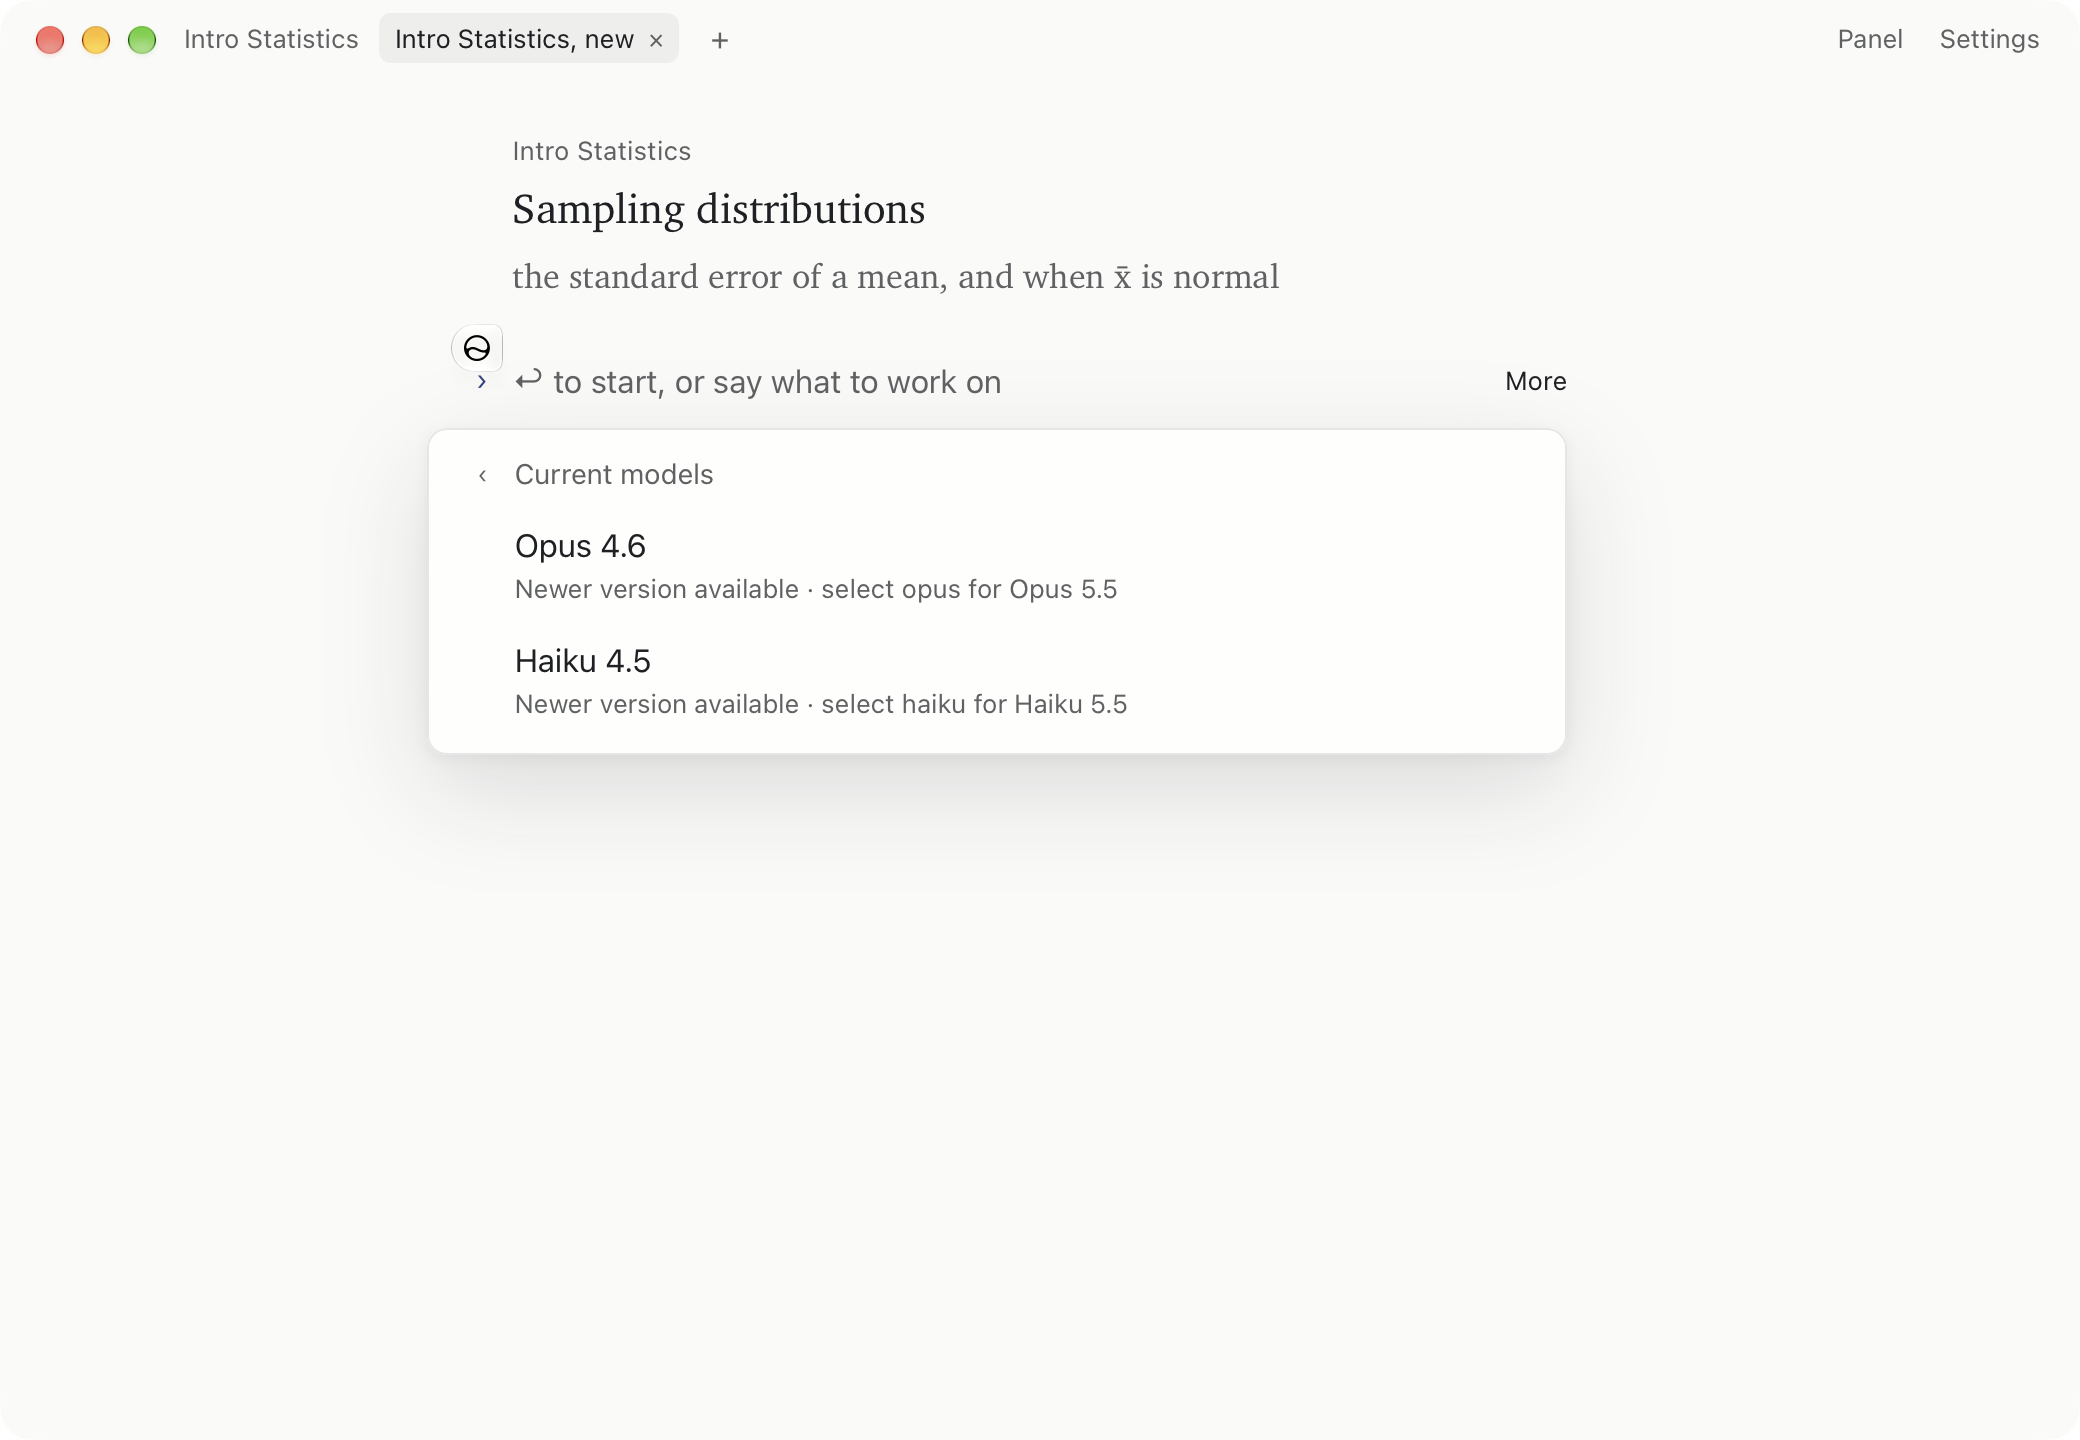 Intro Statistics
Intro Statistics, new ×
+
Panel
Settings
Intro Statistics
Sampling distributions
the standard error of a mean, and when x̄ is normal
› ↩ to start, or say what to work on
More
‹ Current models
Opus 4.6
Newer version available · select opus for Opus 5.5
Haiku 4.5
Newer version available · select haiku for Haiku 5.5